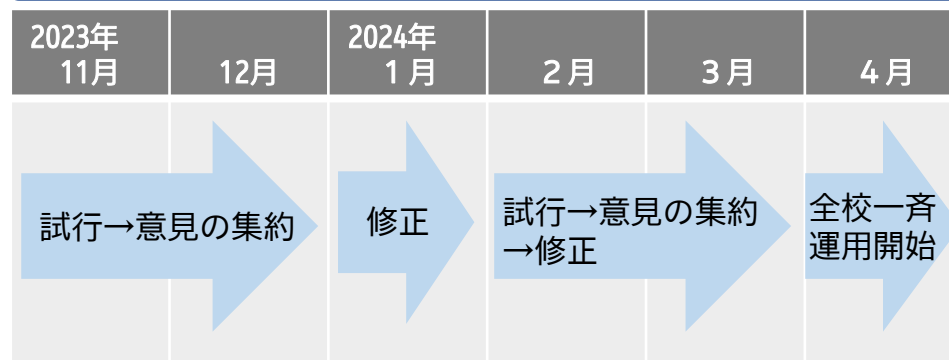 2023年
11月
12月
2024年
１月
２月
３月
４月
試行→意見の集約
修正
試行→意見の集約
→修正
全校一斉
運用開始